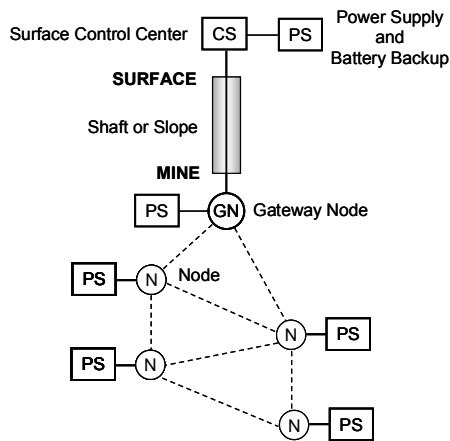 Surface Control Center
CS
PS
Power Supply
and
Battery Backup
SURFACE
Shaft or Slope
MINE
PS
GN
Gateway Node
PS
N
Node
N
PS
PS
N
N
PS